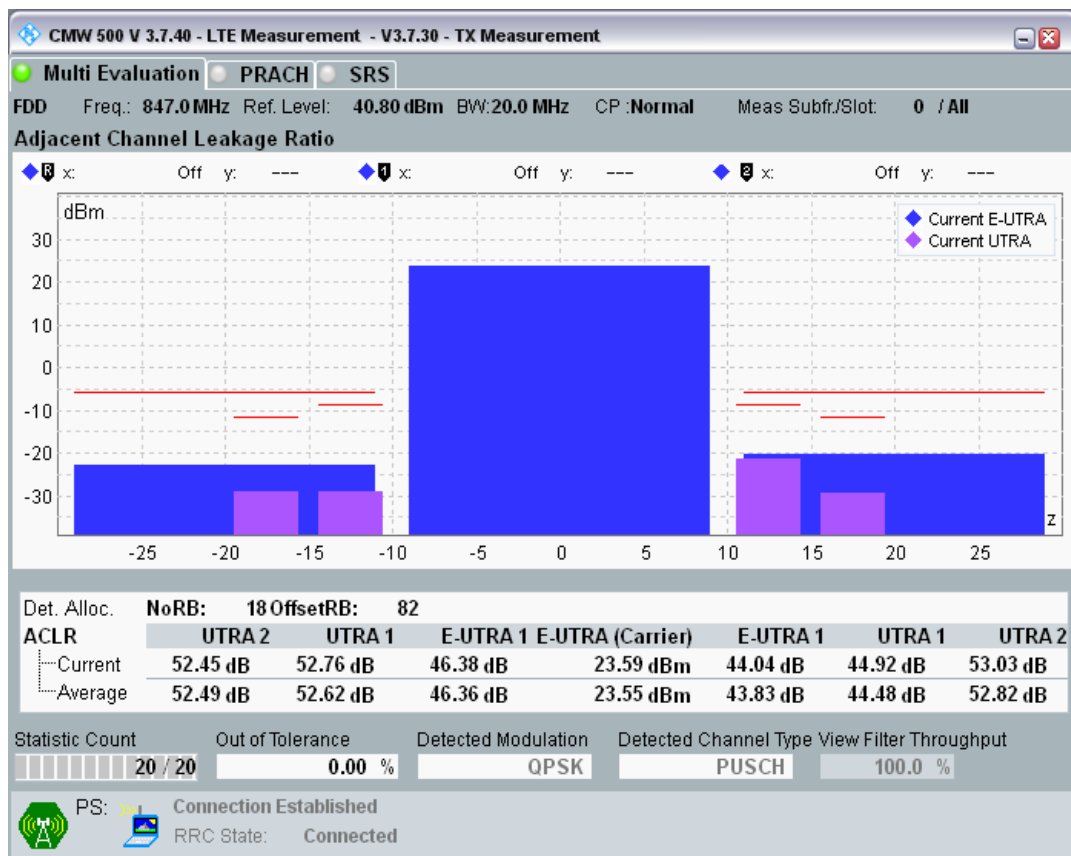 CMW 500 V 3.7.40 - LTE Measurement - V3.7.30 - TX Measurement
Multi Evaluation PRACH SRS
FDD Freq.: 847.0 MHz Ref. Level: 40.80 dBm BW:20.0 MHz CP :Normal Meas Subfr./Slot: 0 / All
Adjacent Channel Leakage Ratio
R x: Off y: --- 1 x: Off y: --- 2 x: Off y: ---
dBm
Current E-UTRA
Current UTRA
30
20
10
0
-10
-20
-30
z
-25 -20 -15 -10 -5 0 5 10 15 20 25
Det. Alloc. NoRB: 18 OffsetRB: 82
ACLR UTRA 2 UTRA 1 E-UTRA 1 E-UTRA (Carrier) E-UTRA 1 UTRA 1 UTRA 2
Current 52.45 dB 52.76 dB 46.38 dB 23.59 dBm 44.04 dB 44.92 dB 53.03 dB
Average 52.49 dB 52.62 dB 46.36 dB 23.55 dBm 43.83 dB 44.48 dB 52.82 dB
Statistic Count Out of Tolerance Detected Modulation Detected Channel Type View Filter Throughput
20 / 20 0.00 % QPSK PUSCH 100.0 %
PS: Connection Established
RRC State: Connected